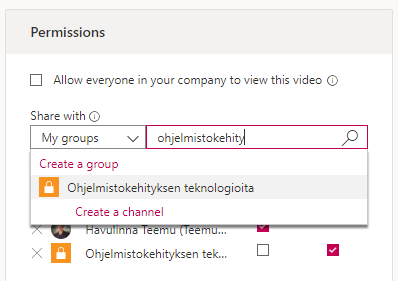 Permissions
Allow everyone in your company to view this video
Share with
My groups ohjelmistokehity
Create a group
Ohjelmistokehityksen teknologioita
Create a channel
Havulinna Teemu (Teemu...
Ohjelmistokehityksen tek...